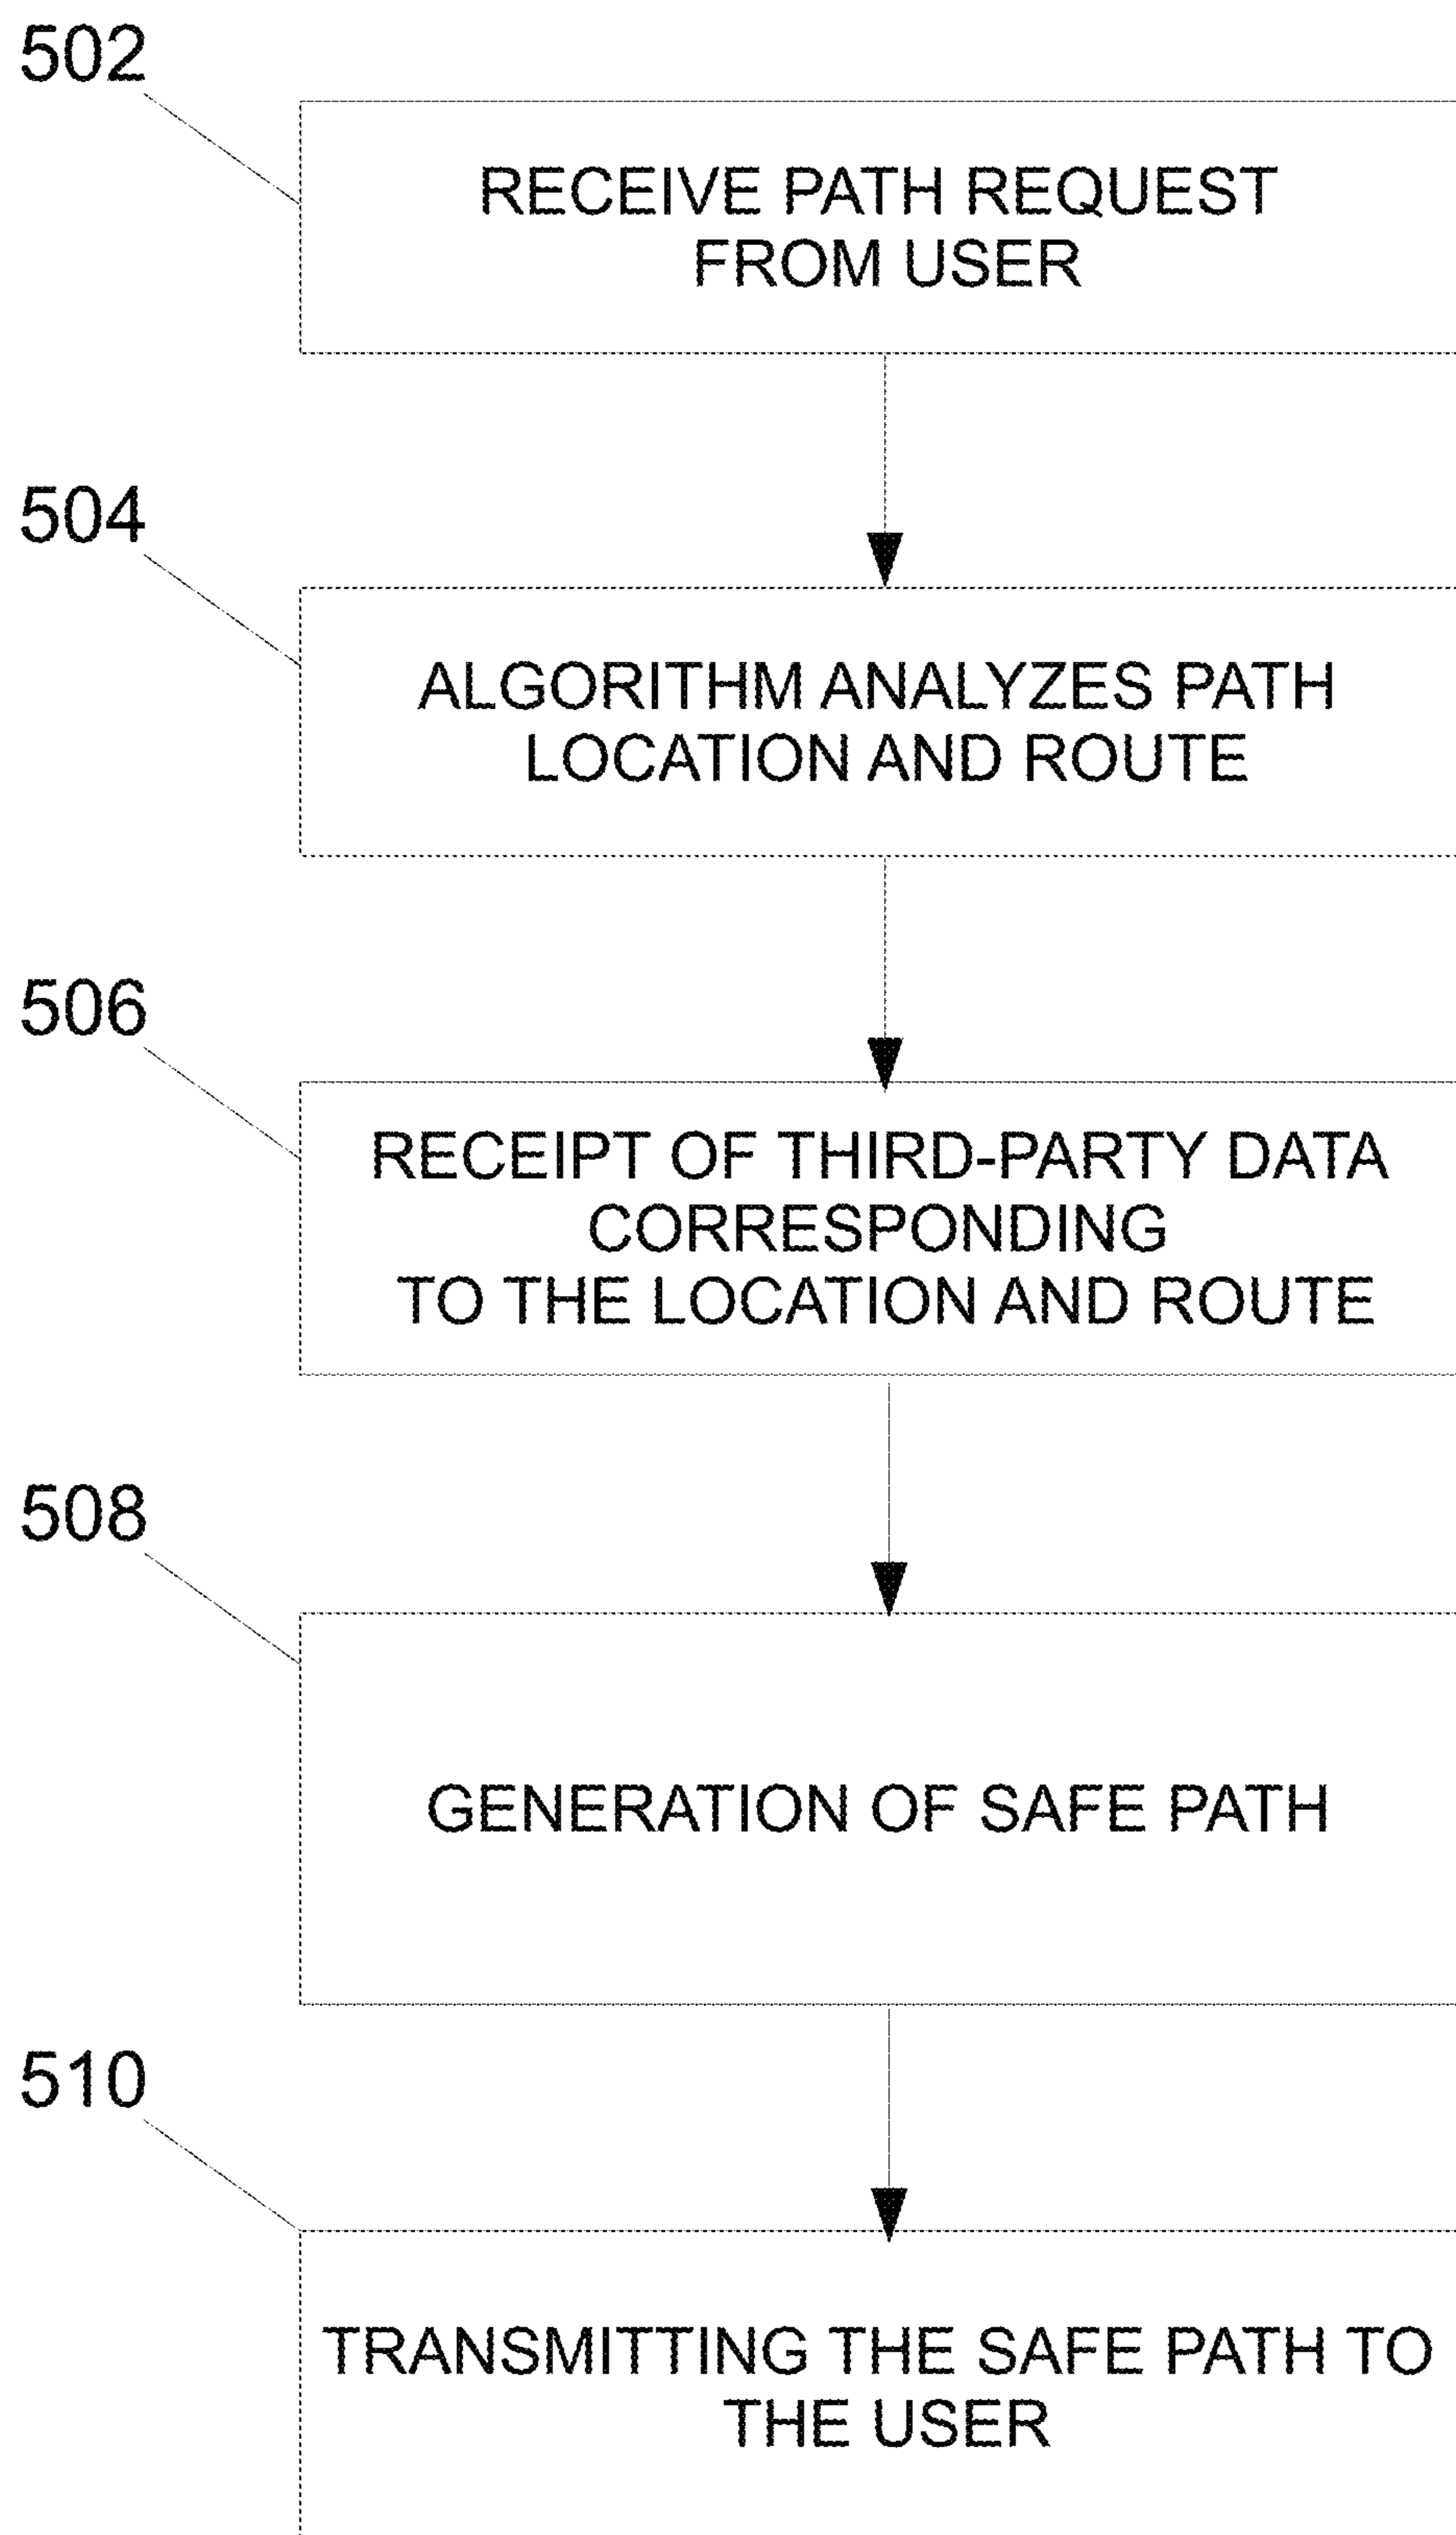 502
RECEIVE PATH REQUEST
FROM USER
504
ALGORITHM ANALYZES PATH
LOCATION AND ROUTE
506
RECEIPT OF THIRD-PARTY DATA
CORRESPONDING
TO THE LOCATION AND ROUTE
508
GENERATION OF SAFE PATH
510
TRANSMITTING THE SAFE PATH TO
THE USER